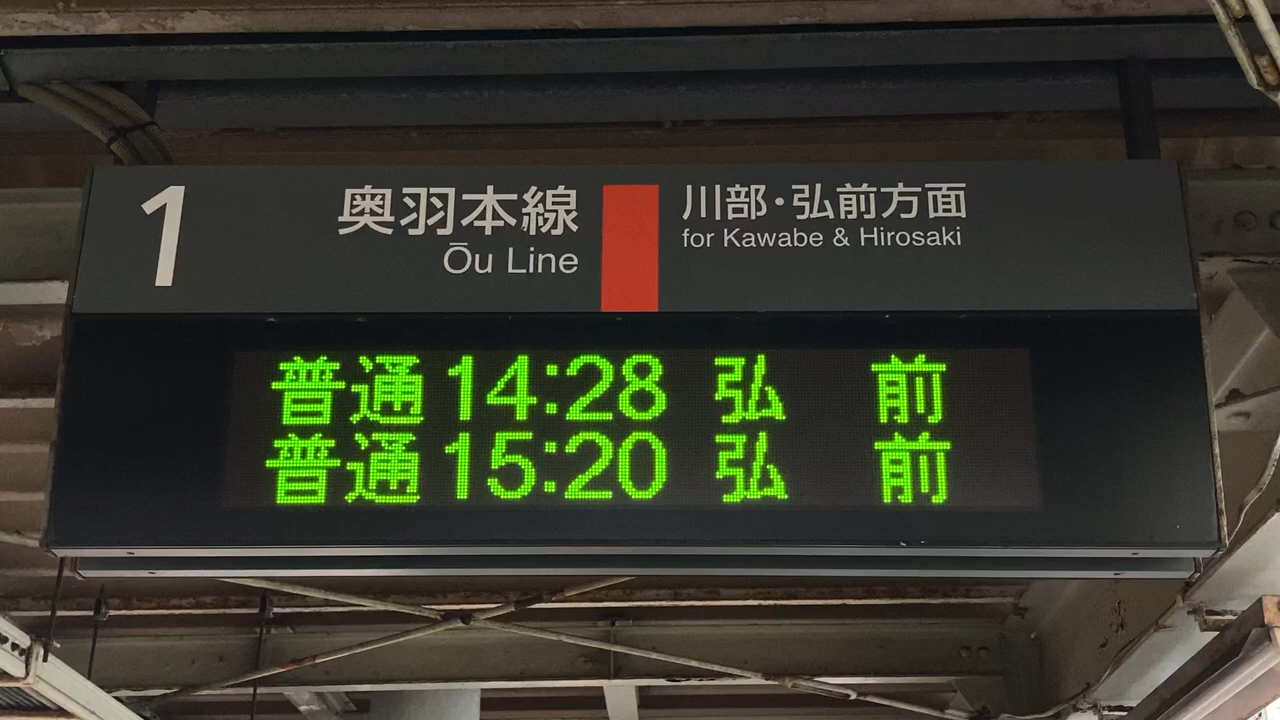 1
奥羽本線
Ōu Line
川部・弘前方面
for Kawabe & Hirosaki
普通 14:28 弘 前
普通 15:20 弘 前